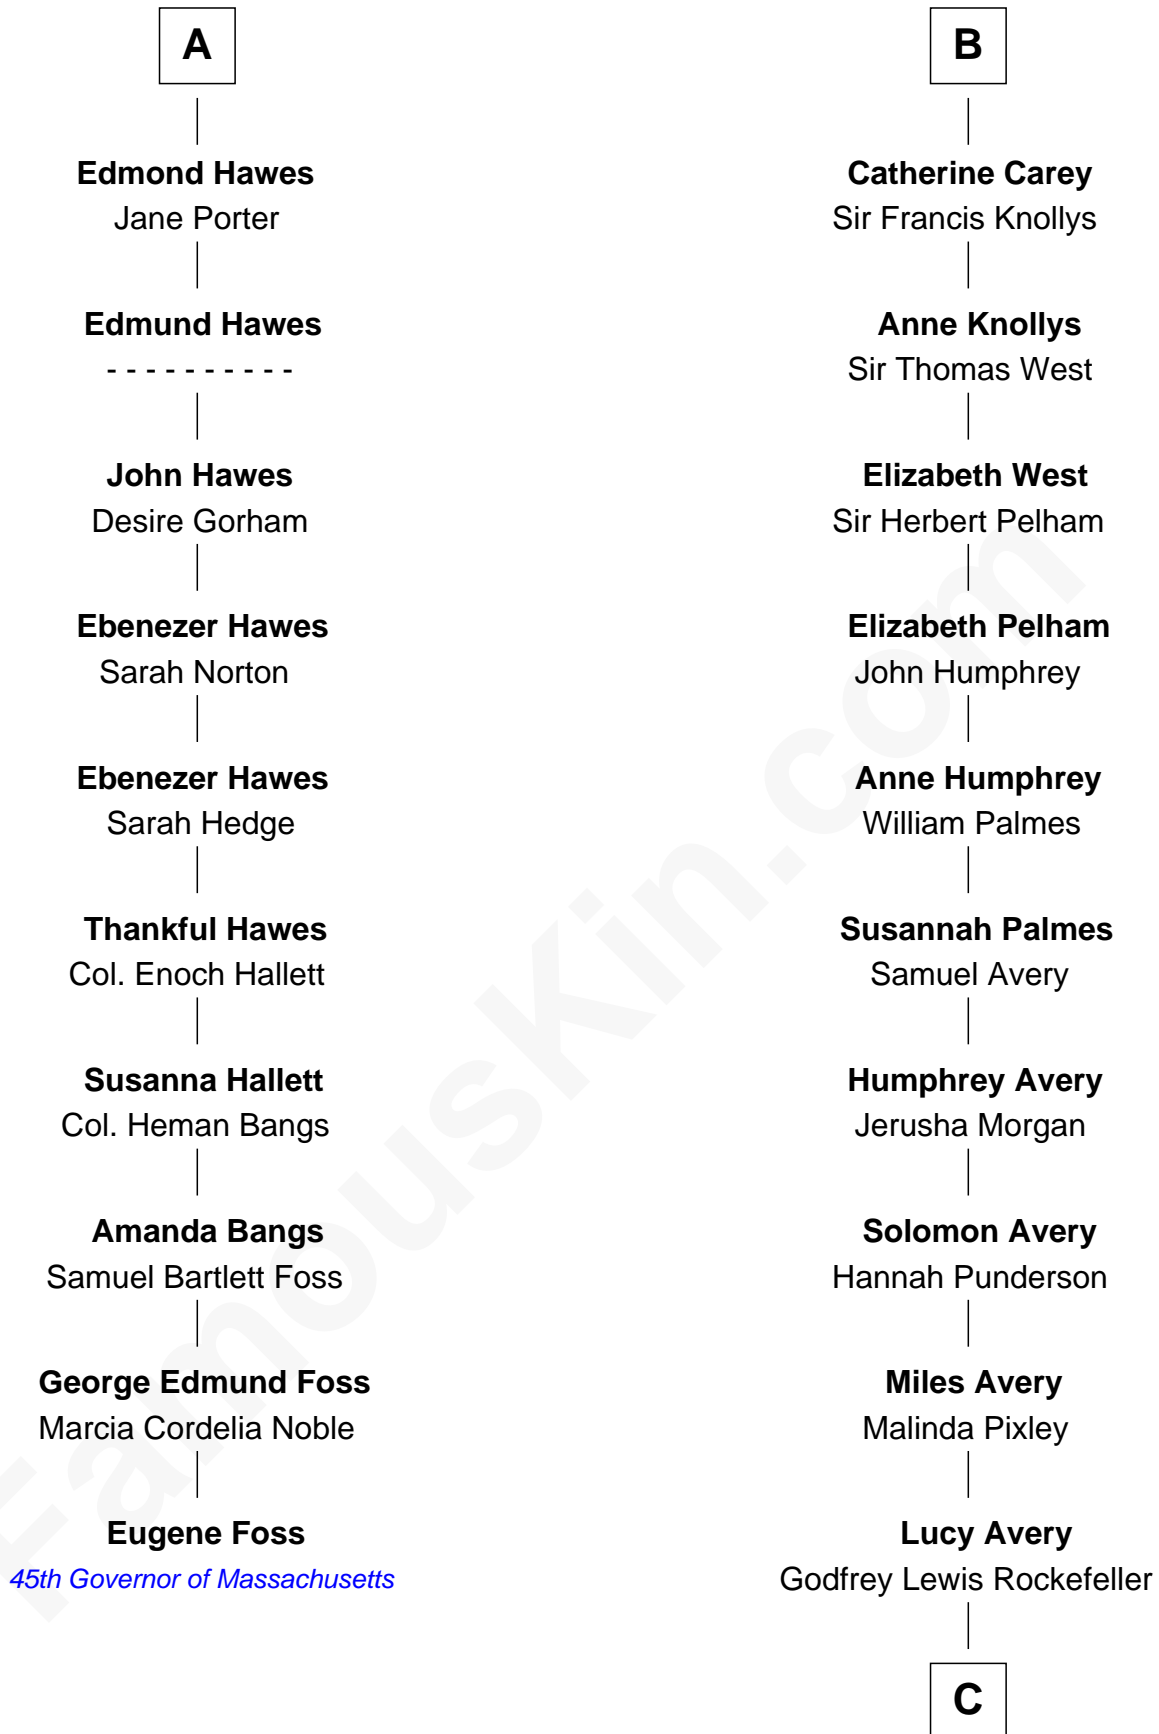 A
Edmond Hawes
Jane Porter
Edmund Hawes
- - - - - - - - - -
John Hawes
Desire Gorham
Ebenezer Hawes
Sarah Norton
Ebenezer Hawes
Sarah Hedge
Thankful Hawes
Col. Enoch Hallett
Susanna Hallett
Col. Heman Bangs
Amanda Bangs
Samuel Bartlett Foss
George Edmund Foss
Marcia Cordelia Noble
Eugene Foss
45th Governor of Massachusetts
B
Catherine Carey
Sir Francis Knollys
Anne Knollys
Sir Thomas West
Elizabeth West
Sir Herbert Pelham
Elizabeth Pelham
John Humphrey
Anne Humphrey
William Palmes
Susannah Palmes
Samuel Avery
Humphrey Avery
Jerusha Morgan
Solomon Avery
Hannah Punderson
Miles Avery
Malinda Pixley
Lucy Avery
Godfrey Lewis Rockefeller
C
FamousKin.com